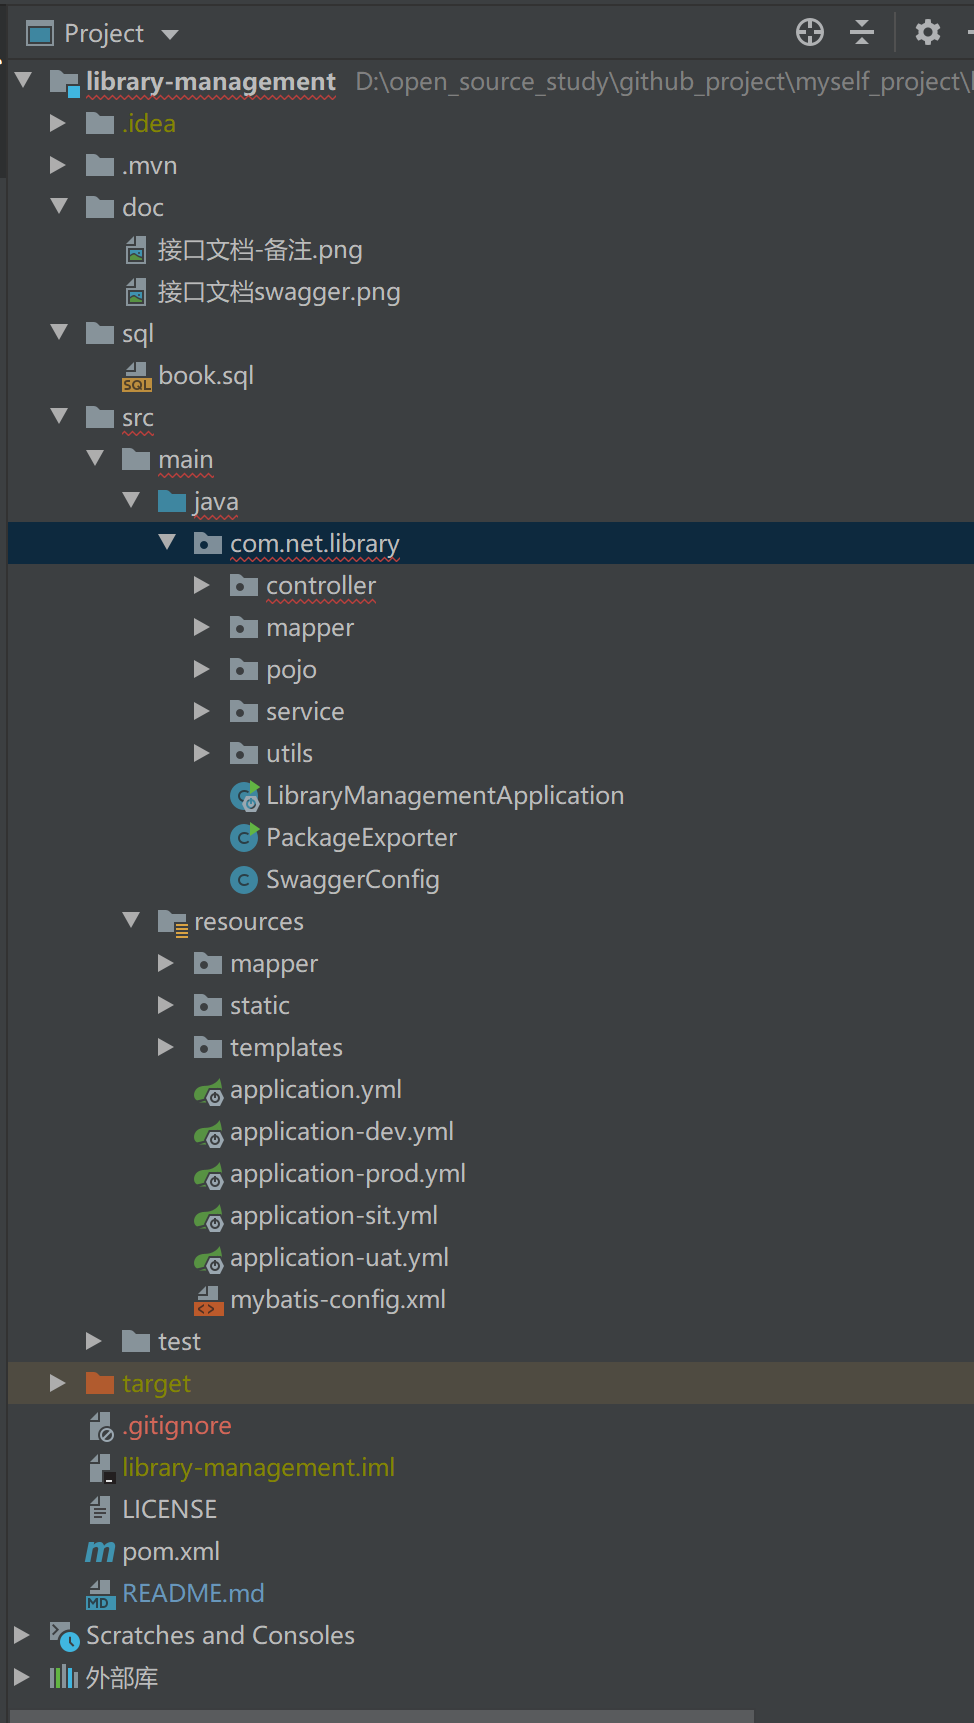 Project
library-management D:\open_source_study\github_project\myself_project\
.idea
.mvn
doc
接口文档-备注.png
接口文档swagger.png
sql
book.sql
src
main
java
com.net.library
controller
mapper
pojo
service
utils
LibraryManagementApplication
PackageExporter
SwaggerConfig
resources
mapper
static
templates
application.yml
application-dev.yml
application-prod.yml
application-sit.yml
application-uat.yml
mybatis-config.xml
test
target
.gitignore
library-management.iml
LICENSE
pom.xml
README.md
Scratches and Consoles
外部库